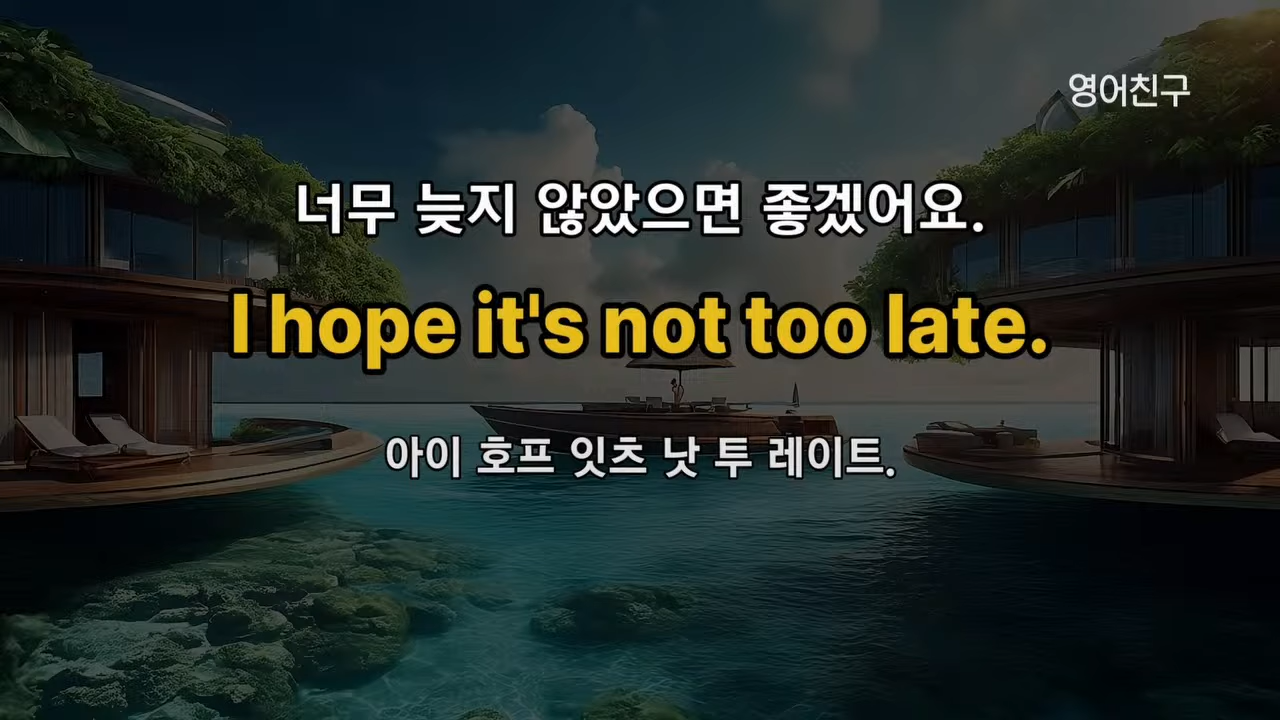 영어친구
너무 늦지 않았으면 좋겠어요.
I hope it's not too late.
아이 호프 잇츠 낫 투 레이트.